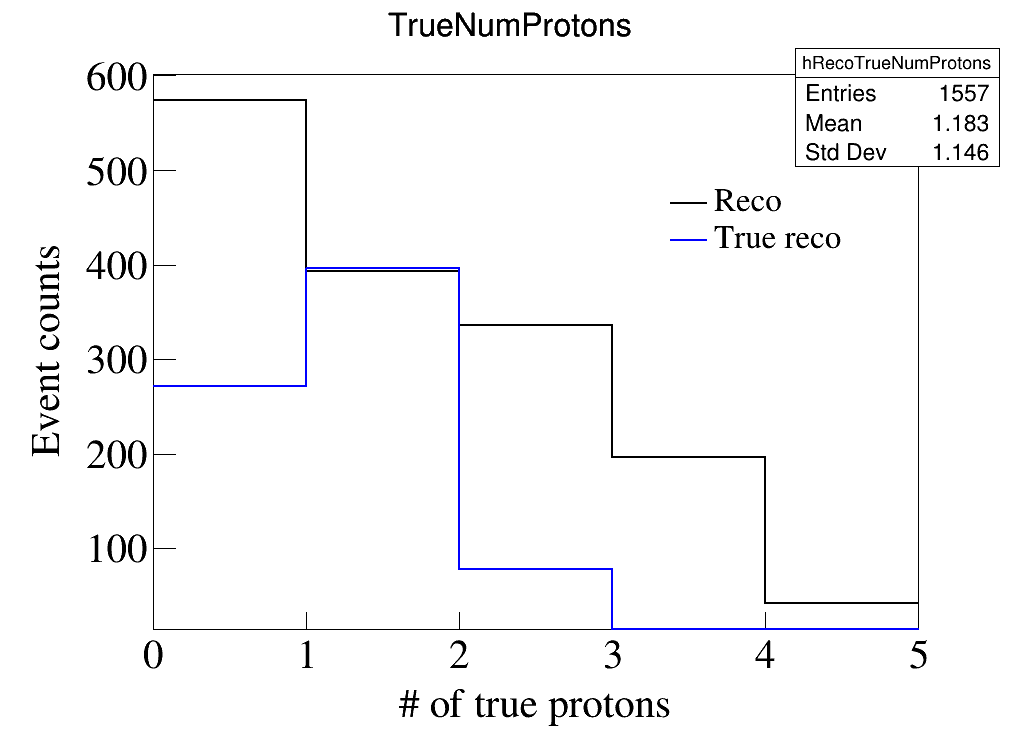 TrueNumProtons
hRecoTrueNumProtons
Entries 1557
Mean 1.183
Std Dev 1.146
Reco
True reco
Event counts
600
500
400
300
200
100
0 1 2 3 4 5
# of true protons